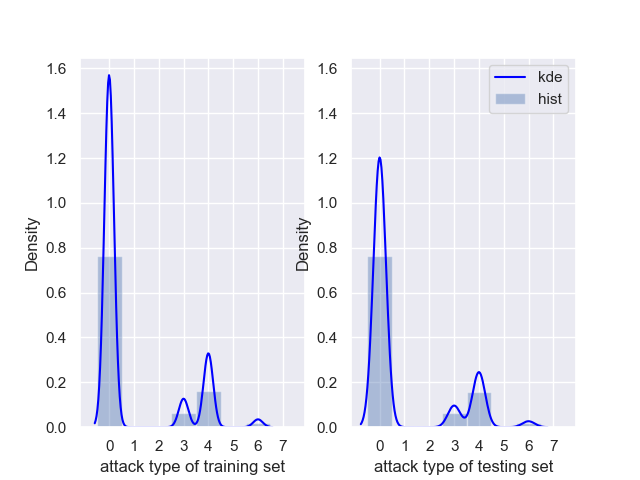 1.6
1.4
1.2
1.0
0.8
0.6
0.4
0.2
0.0
Density
0 1 2 3 4 5 6 7
attack type of training set
1.6
1.4
1.2
1.0
0.8
0.6
0.4
0.2
0.0
Density
0 1 2 3 4 5 6 7
attack type of testing set
kde
hist